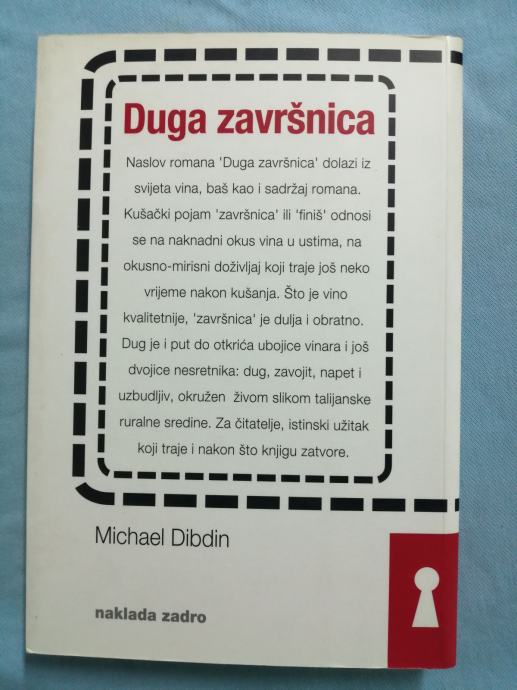 Duga završnica
Naslov romana 'Duga završnica' dolazi iz
svijeta vina, baš kao i sadržaj romana.
Kušački pojam 'završnica' ili 'finiš' odnosi
se na naknadni okus vina u ustima, na
okusno-mirisni doživljaj koji traje još neko
vrijeme nakon kušanja. Što je vino
kvalitetnije, 'završnica' je dulja i obratno.
Dug je i put do otkrića ubojice vinara i još
dvojice nesretnika: dug, zavojit, napet i
uzbudljiv, okružen živom slikom talijanske
ruralne sredine. Za čitatelje, istinski užitak
koji traje i nakon što knjigu zatvore.
Michael Dibdin
naklada zadro